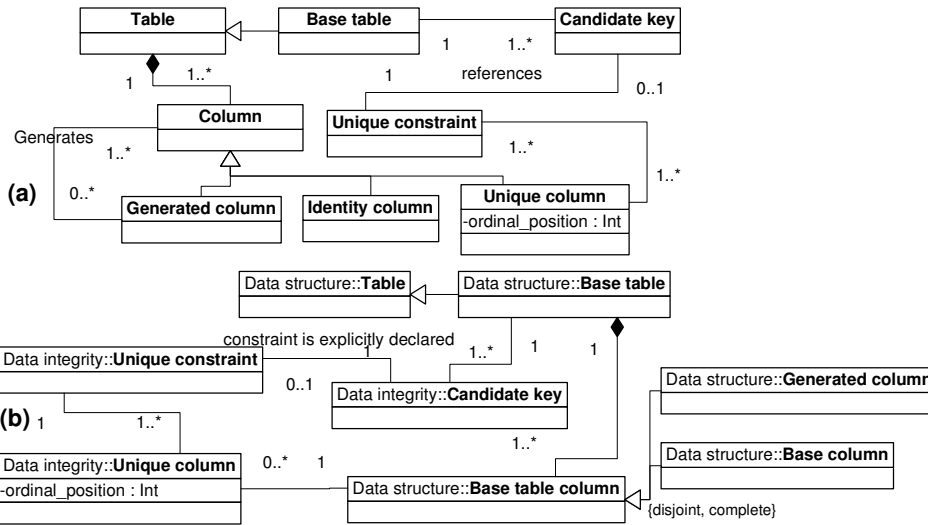 Table
Base table
Candidate key
1
1..*
1
1..*
1
references
0..1
Column
Unique constraint
Generates
1..*
1..*
(a)
0..*
1..*
Generated column
Identity column
Unique column
-ordinal_position : Int
Data structure::Table
Data structure::Base table
constraint is explicitly declared
1
1..*
1
1
Data integrity::Unique constraint
0..1
Data integrity::Candidate key
Data structure::Generated column
(b)
1
1..*
1..*
Data structure::Base column
Data integrity::Unique column
0..*
1
-ordinal_position : Int
Data structure::Base table column
{disjoint, complete}